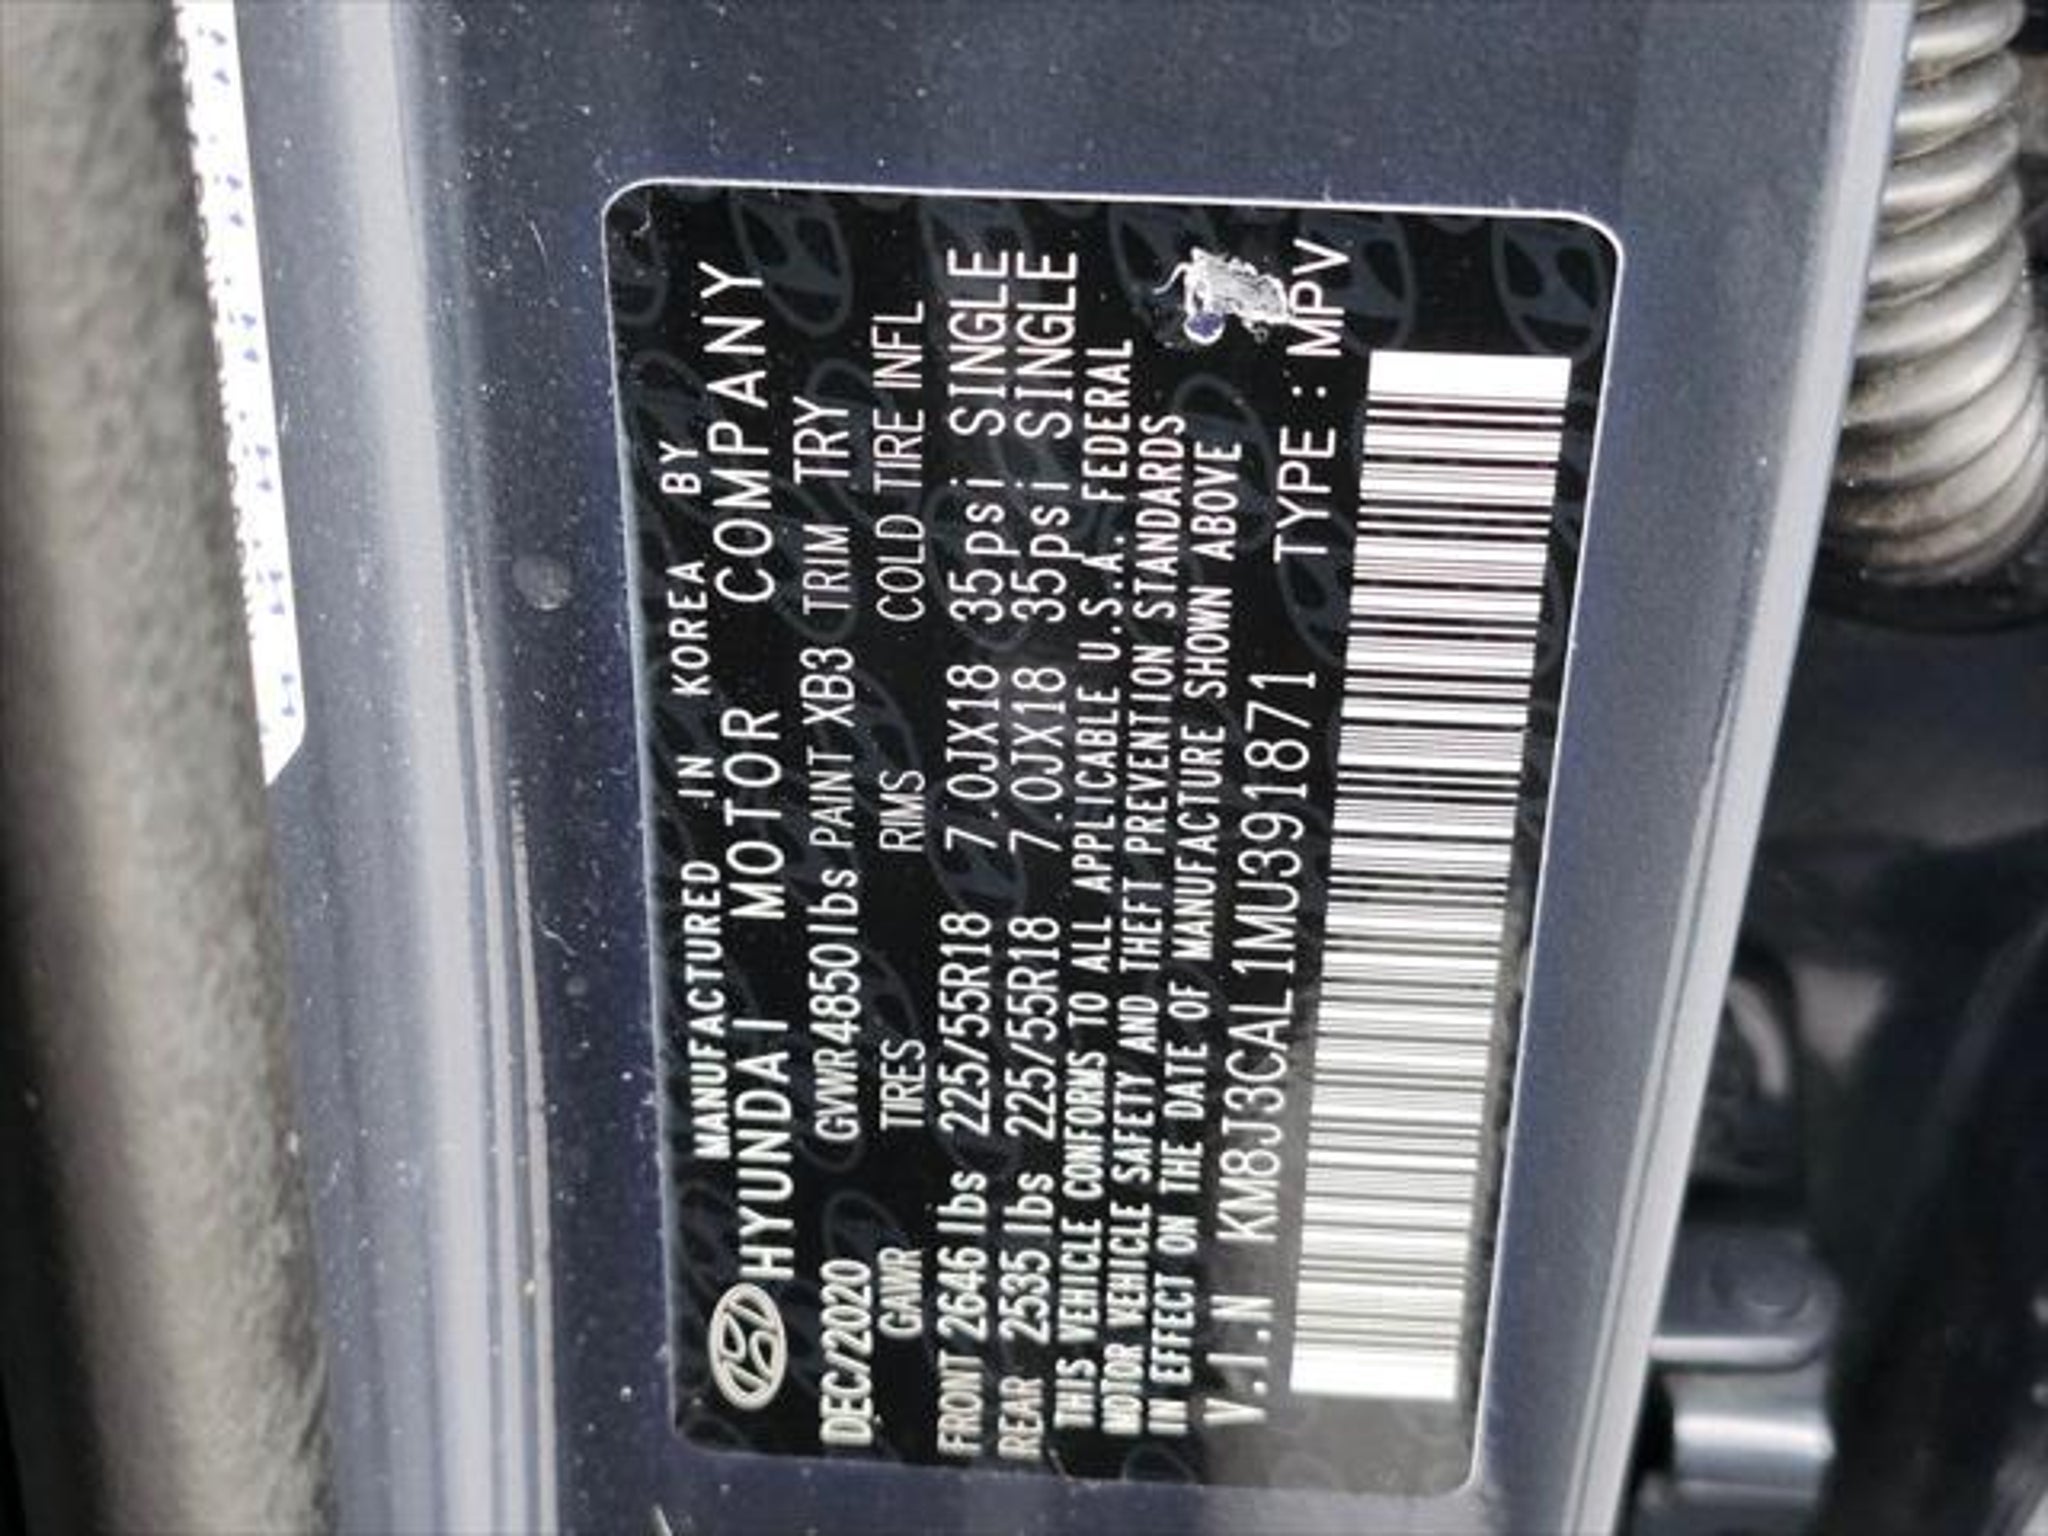 MANUFACTURED IN KOREA BY
HYUNDAI MOTOR COMPANY
DEC/2020 GVWR4850lbs PAINT XB3 TRIM TRY
GAWR TIRES RIMS COLD TIRE INFL
FRONT 2646 lbs 225/55R18 7.0JX18 35psi SINGLE
REAR 2535 lbs 225/55R18 7.0JX18 35psi SINGLE
THIS VEHICLE CONFORMS TO ALL APPLICABLE U.S.A. FEDERAL
MOTOR VEHICLE SAFETY AND THEFT PREVENTION STANDARDS
IN EFFECT ON THE DATE OF MANUFACTURE SHOWN ABOVE
V.I.N KM8J3CAL1MU391871 TYPE : MPV